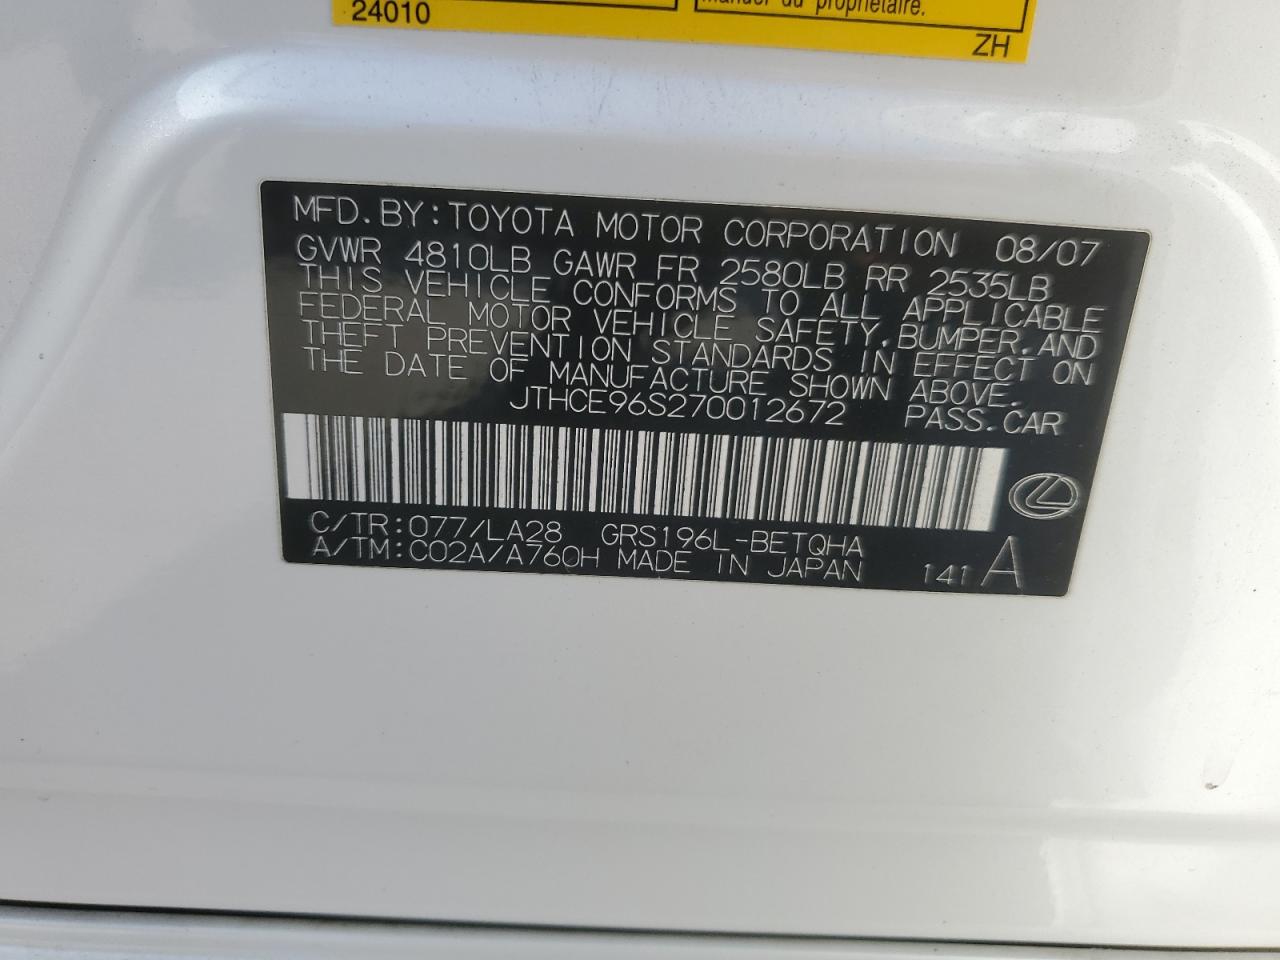 24010
manuel du propriétaire.
ZH
MFD. BY: TOYOTA MOTOR CORPORATION 08/07
GVWR 4810LB GAWR FR 2580LB RR 2535LB
THIS VEHICLE CONFORMS TO ALL APPLICABLE
FEDERAL MOTOR VEHICLE SAFETY, BUMPER, AND
THEFT PREVENTION STANDARDS IN EFFECT ON
THE DATE OF MANUFACTURE SHOWN ABOVE.
JTHCE96S270012672 PASS. CAR
C/TR: 077/LA28 GRS196L-BETQHA
A/TM: C02A/A760H MADE IN JAPAN 141 A